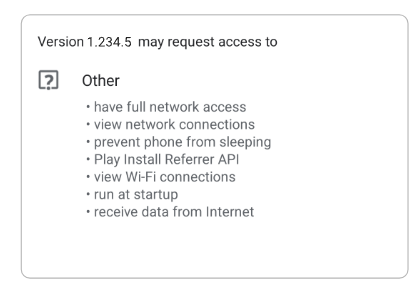 Version 1.234.5 may request access to
Other
• have full network access
• view network connections
• prevent phone from sleeping
• Play Install Referrer API
• view Wi-Fi connections
• run at startup
• receive data from Internet